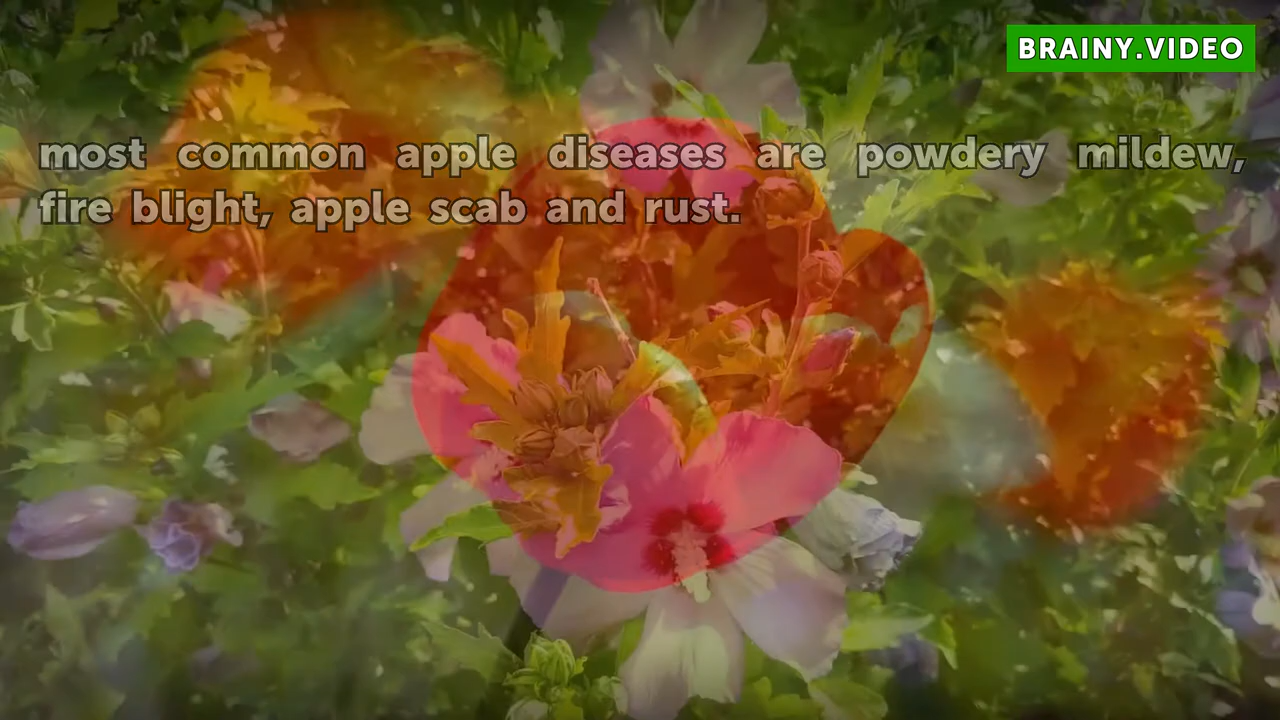 BRAINY.VIDEO
most common apple diseases are powdery mildew,
fire blight, apple scab and rust.